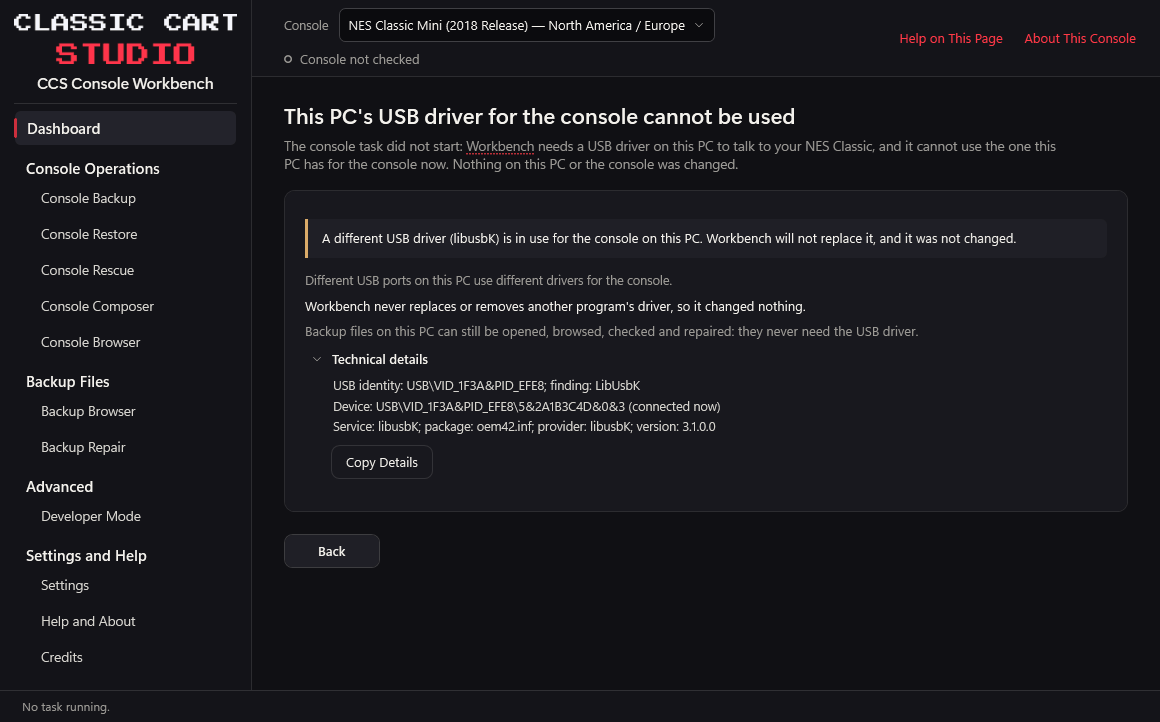 CLASSIC CART
STUDIO
CCS Console Workbench
Dashboard
Console Operations
Console Backup
Console Restore
Console Rescue
Console Composer
Console Browser
Backup Files
Backup Browser
Backup Repair
Advanced
Developer Mode
Settings and Help
Settings
Help and About
Credits
Console
NES Classic Mini (2018 Release) — North America / Europe
Console not checked
Help on This Page
About This Console
This PC's USB driver for the console cannot be used
The console task did not start: Workbench needs a USB driver on this PC to talk to your NES Classic, and it cannot use the one this
PC has for the console now. Nothing on this PC or the console was changed.
A different USB driver (libusbK) is in use for the console on this PC. Workbench will not replace it, and it was not changed.
Different USB ports on this PC use different drivers for the console.
Workbench never replaces or removes another program's driver, so it changed nothing.
Backup files on this PC can still be opened, browsed, checked and repaired: they never need the USB driver.
Technical details
USB identity: USB\VID_1F3A&PID_EFE8; finding: LibUsbK
Device: USB\VID_1F3A&PID_EFE8\5&2A1B3C4D&0&3 (connected now)
Service: libusbK; package: oem42.inf; provider: libusbK; version: 3.1.0.0
Copy Details
Back
No task running.